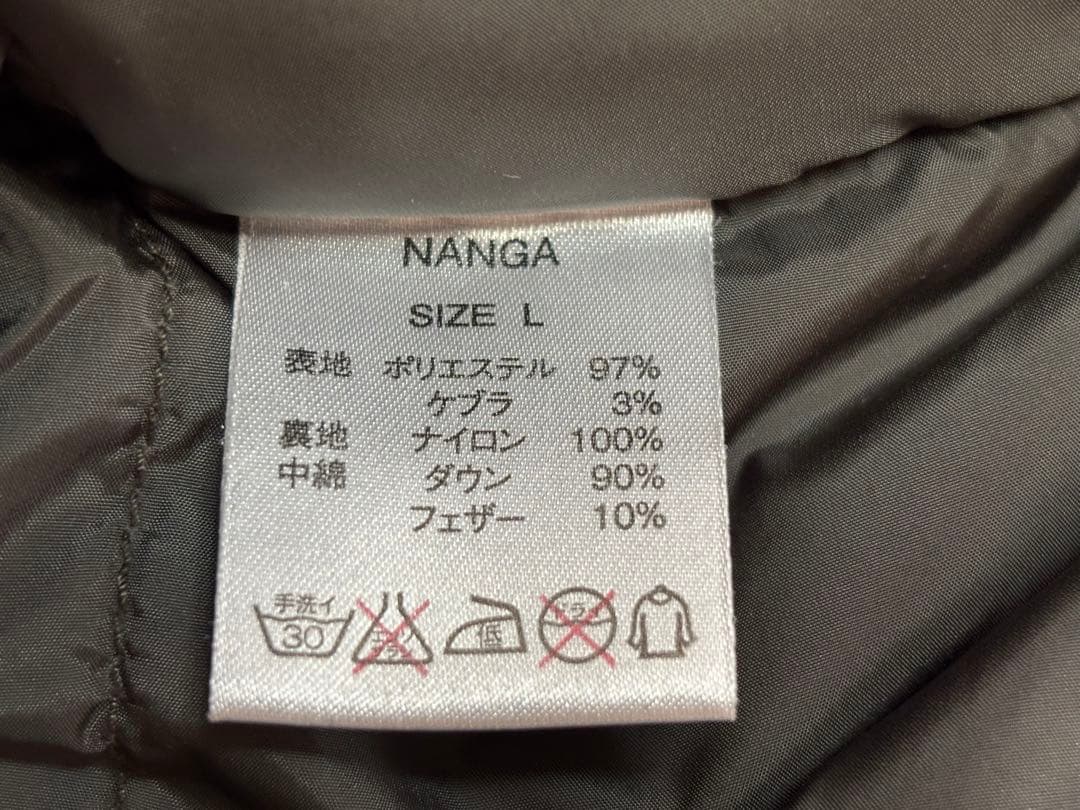 NANGA
SIZE L
表地 ポリエステル 97%
ケブラ 3%
裏地 ナイロン 100%
中綿 ダウン 90%
フェザー 10%
手洗イ
30
低